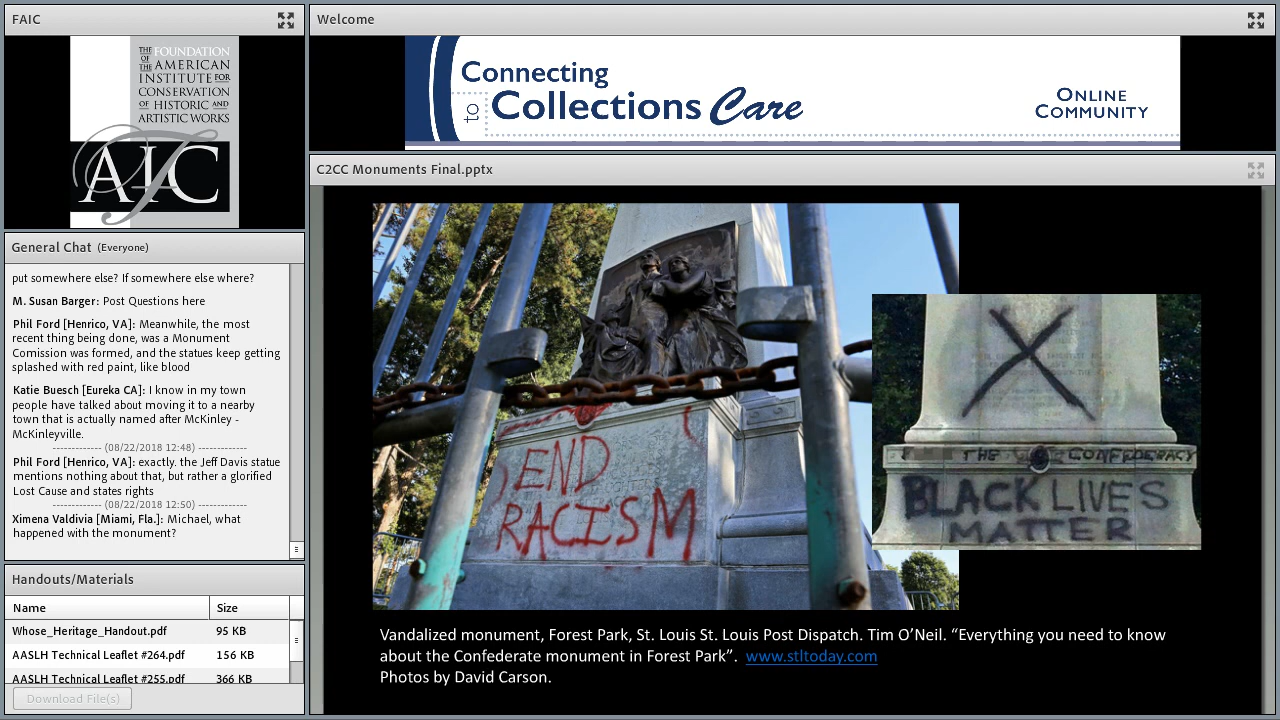 FAIC
THE FOUNDATION
OF THE AMERICAN
INSTITUTE FOR
CONSERVATION
OF HISTORIC AND
ARTISTIC WORKS
FAIC
General Chat (Everyone)
put somewhere else? If somewhere else where?
M. Susan Barger: Post Questions here
Phil Ford [Henrico, VA]: Meanwhile, the most
recent thing being done, was a Monument
Comission was formed, and the statues keep getting
splashed with red paint, like blood
Katie Buesch [Eureka CA]: I know in my town
people have talked about moving it to a nearby
town that is actually named after McKinley -
McKinleyville.
------------ (08/22/2018 12:48) -------------
Phil Ford [Henrico, VA]: exactly. the Jeff Davis statue
mentions nothing about that, but rather a glorified
Lost Cause and states rights
------------ (08/22/2018 12:50) -------------
Ximena Valdivia [Miami, Fla.]: Michael, what
happened with the monument?
Handouts/Materials
Name Size
Whose_Heritage_Handout.pdf 95 KB
AASLH Technical Leaflet #264.pdf 156 KB
AASLH Technical Leaflet #255.pdf 366 KB
Download File(s)
Welcome
Connecting
to Collections Care
ONLINE
COMMUNITY
C2CC Monuments Final.pptx
END
RACISM
THE CONFEDERACY
BLACK LIVES
MATTER
Vandalized monument, Forest Park, St. Louis St. Louis Post Dispatch. Tim O’Neil. “Everything you need to know
about the Confederate monument in Forest Park”. www.stltoday.com
Photos by David Carson.